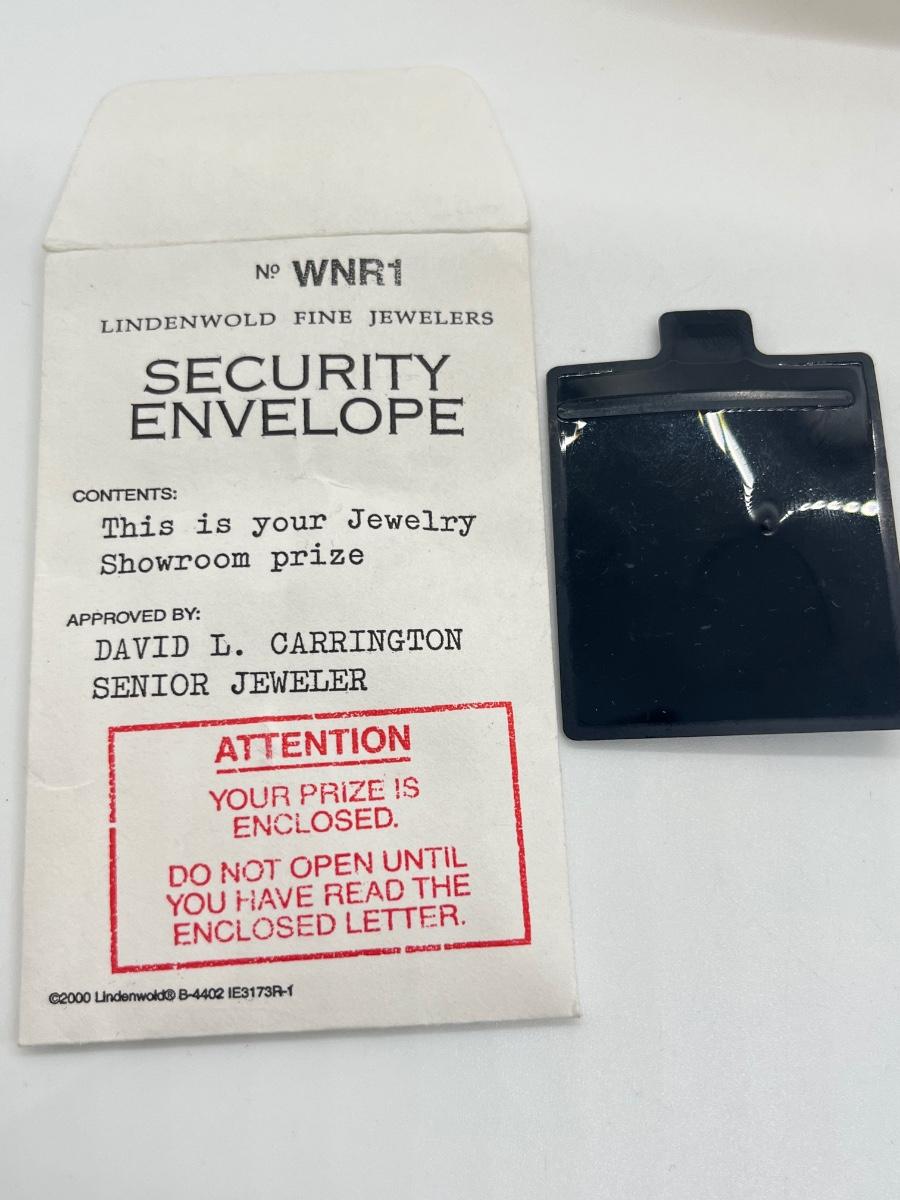 Nº WNR1
LINDENWOLD FINE JEWELERS
SECURITY
ENVELOPE
CONTENTS:
This is your Jewelry
Showroom prize
APPROVED BY:
DAVID L. CARRINGTON
SENIOR JEWELER
ATTENTION
YOUR PRIZE IS
ENCLOSED.
DO NOT OPEN UNTIL
YOU HAVE READ THE
ENCLOSED LETTER.
©2000 Lindenwold® B-4402 IE3173R-1